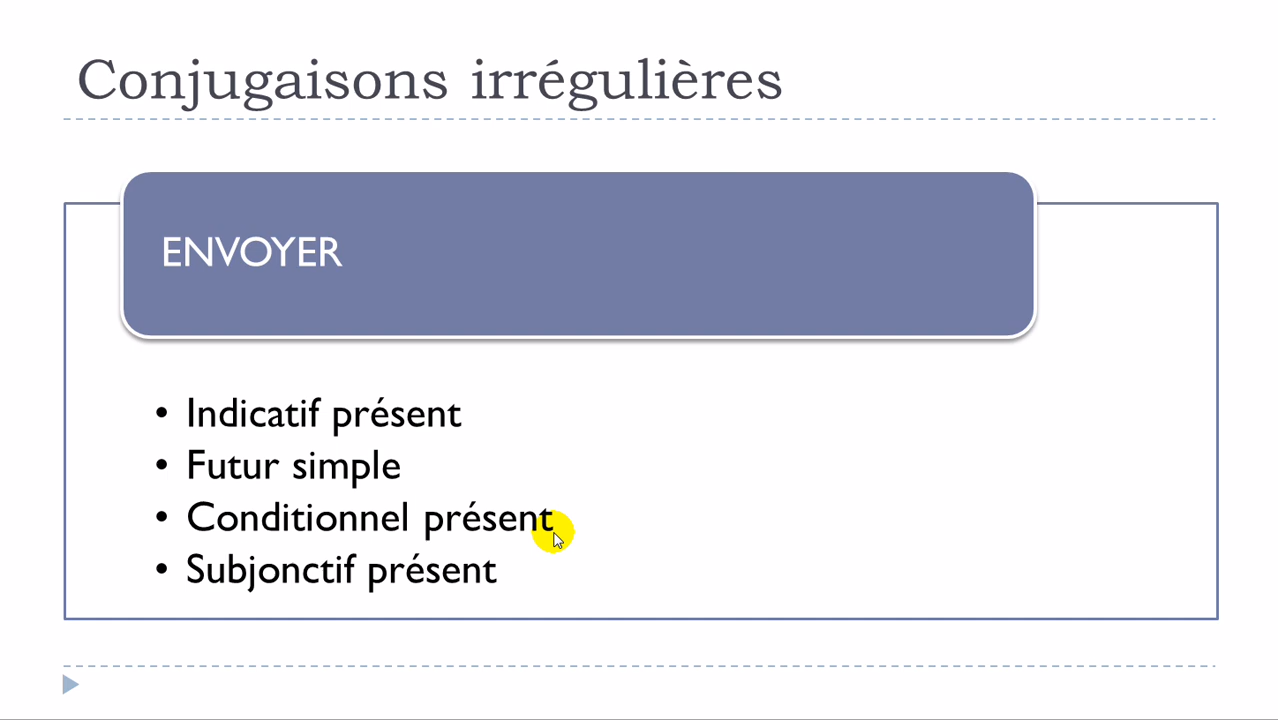 Conjugaisons irrégulières
ENVOYER
• Indicatif présent
• Futur simple
• Conditionnel présent
• Subjonctif présent